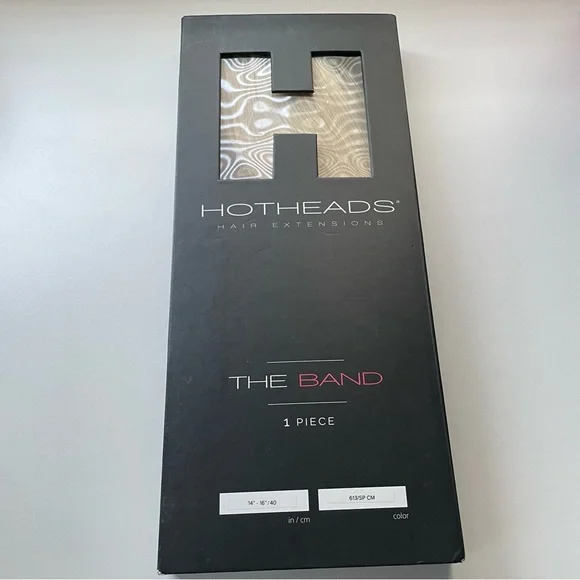 HOTHEADS®
HAIR EXTENSIONS
THE BAND
1 PIECE
14" - 16"/40
613/SP CM
in / cm
color